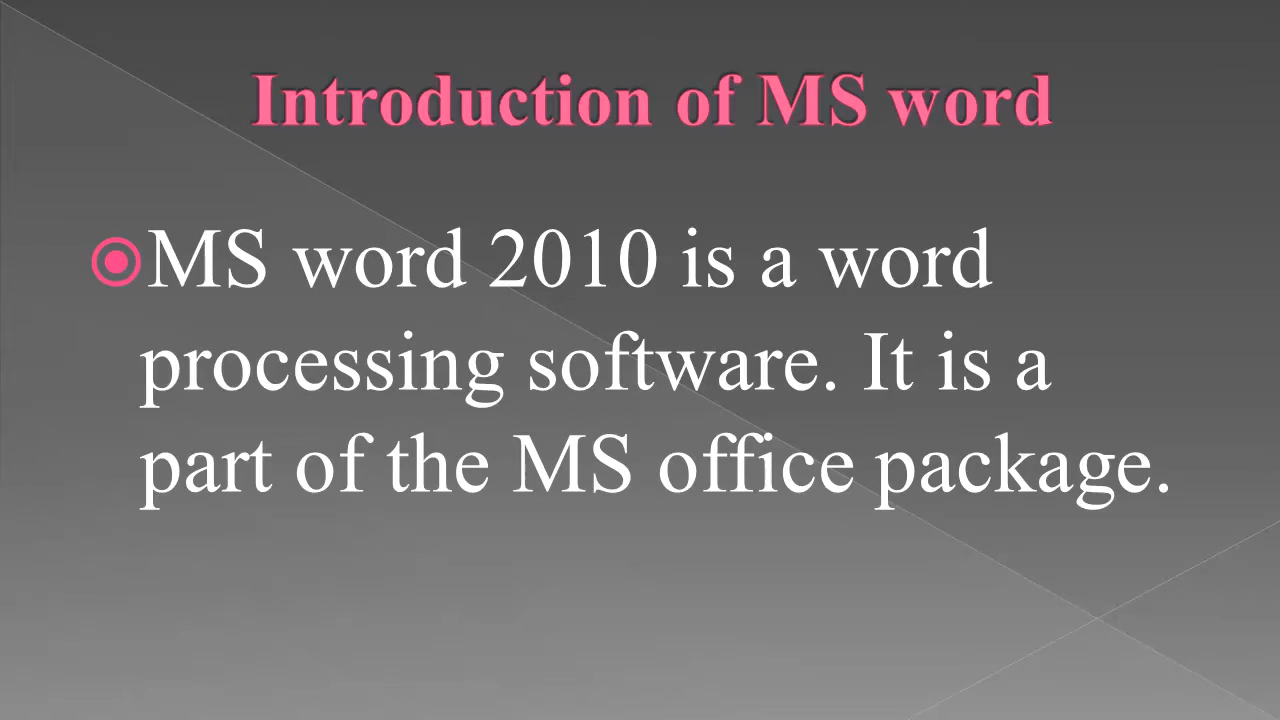 Introduction of MS word
MS word 2010 is a word
processing software. It is a
part of the MS office package.